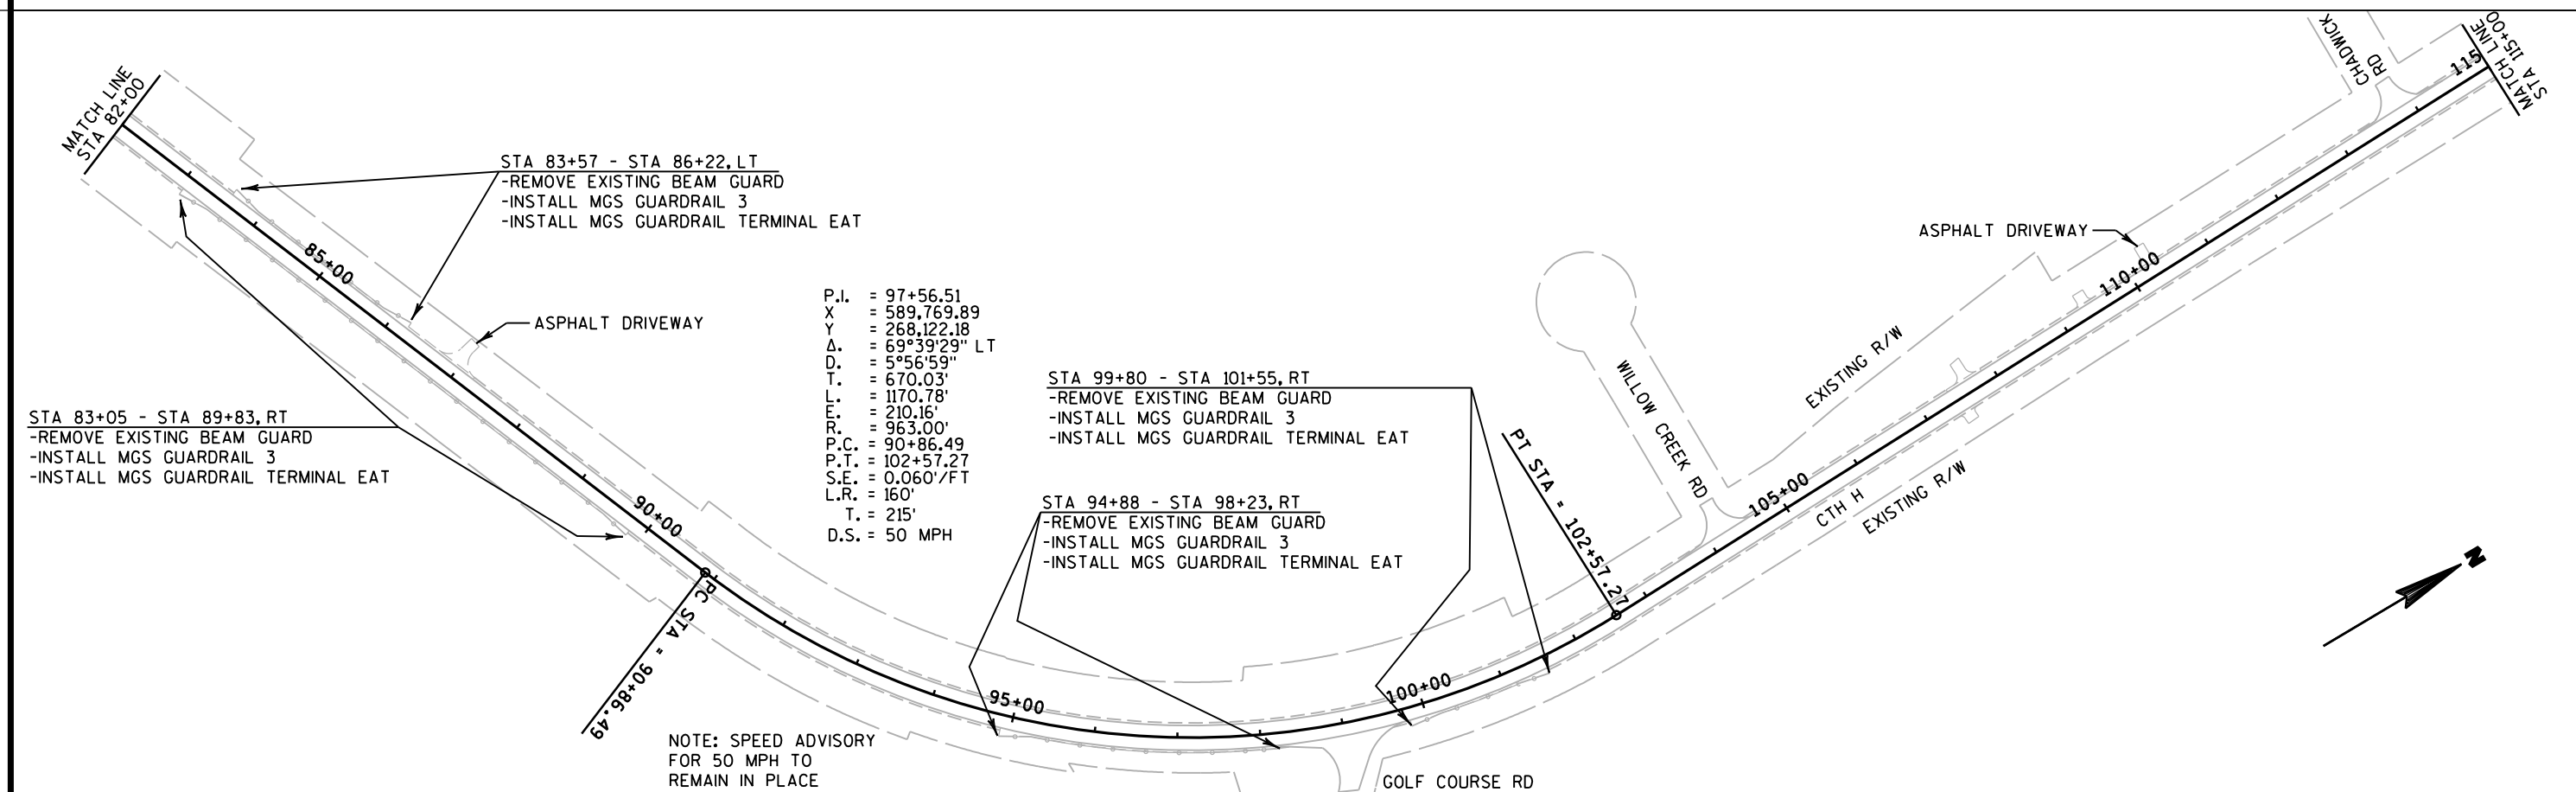 MATCH LINE
STA 82+00
STA 83+57 - STA 86+22, LT
-REMOVE EXISTING BEAM GUARD
-INSTALL MGS GUARDRAIL 3
-INSTALL MGS GUARDRAIL TERMINAL EAT
85+00
ASPHALT DRIVEWAY
STA 83+05 - STA 89+83, RT
-REMOVE EXISTING BEAM GUARD
-INSTALL MGS GUARDRAIL 3
-INSTALL MGS GUARDRAIL TERMINAL EAT
90+00
PC STA = 90+86.49
P.I. = 97+56.51
X = 589,769.89
Y = 268,122.18
Δ. = 69°39'29" LT
D. = 5°56'59"
T. = 670.03'
L. = 1170.78'
E. = 210.16'
R. = 963.00'
P.C. = 90+86.49
P.T. = 102+57.27
S.E. = 0.060'/FT
L.R. = 160'
T. = 215'
D.S. = 50 MPH
NOTE: SPEED ADVISORY
FOR 50 MPH TO
REMAIN IN PLACE
STA 99+80 - STA 101+55, RT
-REMOVE EXISTING BEAM GUARD
-INSTALL MGS GUARDRAIL 3
-INSTALL MGS GUARDRAIL TERMINAL EAT
STA 94+88 - STA 98+23, RT
-REMOVE EXISTING BEAM GUARD
-INSTALL MGS GUARDRAIL 3
-INSTALL MGS GUARDRAIL TERMINAL EAT
95+00
100+00
GOLF COURSE RD
PT STA = 102+57.27
WILLOW CREEK RD
105+00
CTH H
EXISTING R/W
EXISTING R/W
ASPHALT DRIVEWAY
110+00
CHADWICK
RD
115
MATCH LINE
STA 115+00
N